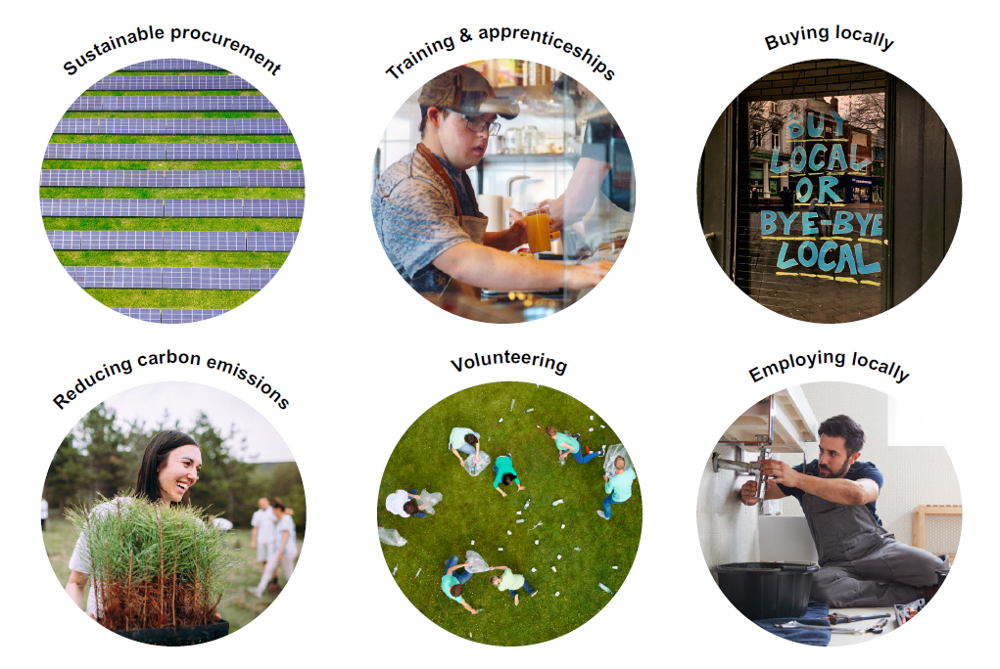 Sustainable procurement
Training & apprenticeships
Buying locally
BUY
LOCAL
OR
BYE-BYE
LOCAL
Reducing carbon emissions
Volunteering
Employing locally